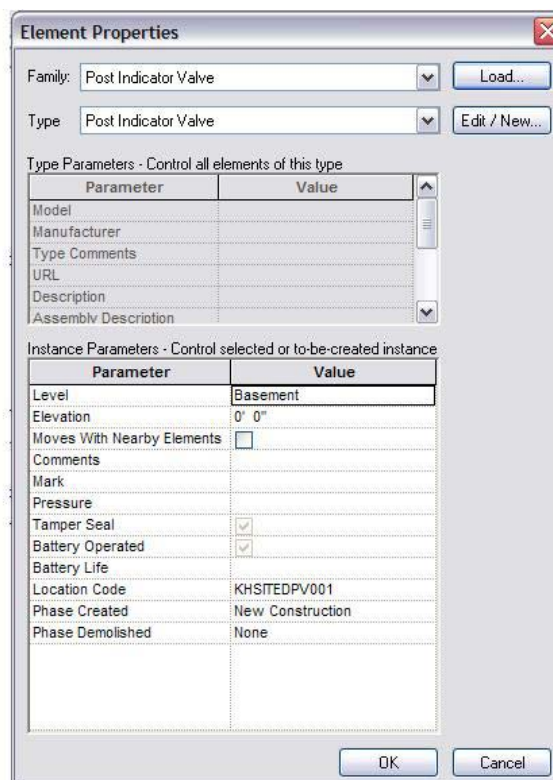 Element Properties
Family: Post Indicator Valve Load...
Type Post Indicator Valve Edit / New...
Type Parameters - Control all elements of this type
Parameter Value
Model
Manufacturer
Type Comments
URL
Description
Assembly Description
Instance Parameters - Control selected or to-be-created instance
Parameter Value
Level Basement
Elevation 0' 0"
Moves With Nearby Elements
Comments
Mark
Pressure
Tamper Seal
Battery Operated
Battery Life
Location Code KHSITEDPV001
Phase Created New Construction
Phase Demolished None
OK Cancel